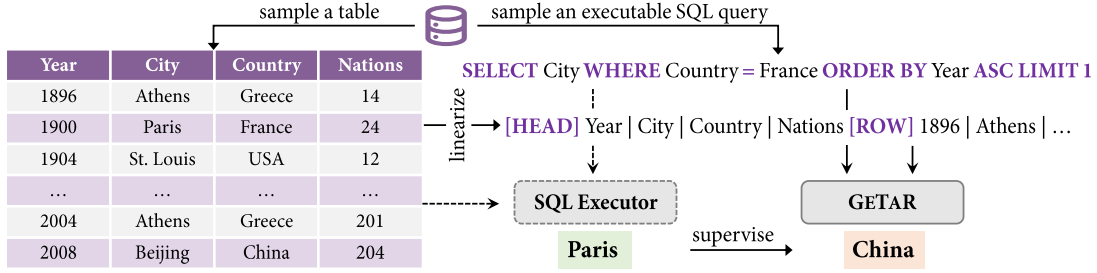 sample a table
sample an executable SQL query
Year City Country Nations
1896 Athens Greece 14
1900 Paris France 24
1904 St. Louis USA 12
... ... ... ...
2004 Athens Greece 201
2008 Beijing China 204
linearize
SELECT City WHERE Country = France ORDER BY Year ASC LIMIT 1
[HEAD] Year | City | Country | Nations [ROW] 1896 | Athens | ...
SQL Executor
GETAR
Paris
supervise
China